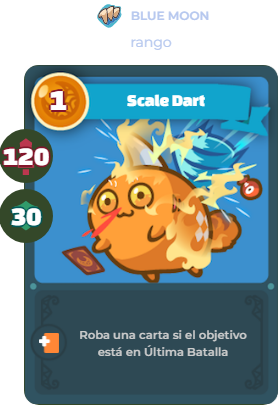 BLUE MOON
rango
1
Scale Dart
120
30
Roba una carta si el objetivo
está en Última Batalla